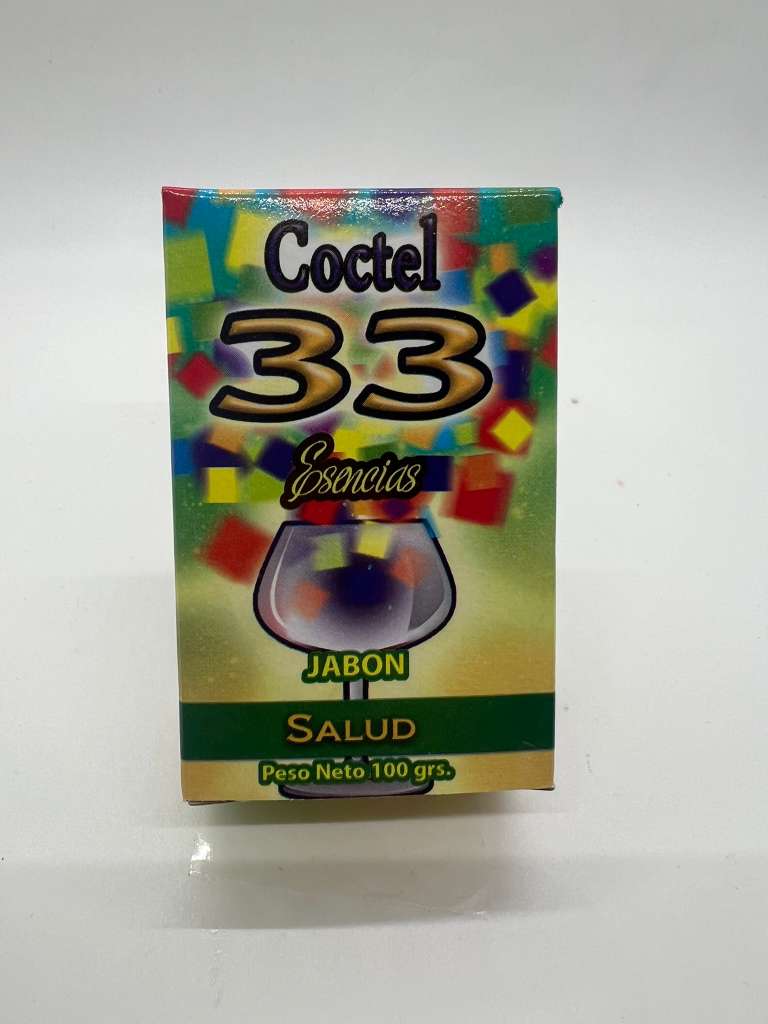 Coctel
33
Esencias
JABON
SALUD
Peso Neto 100 grs.